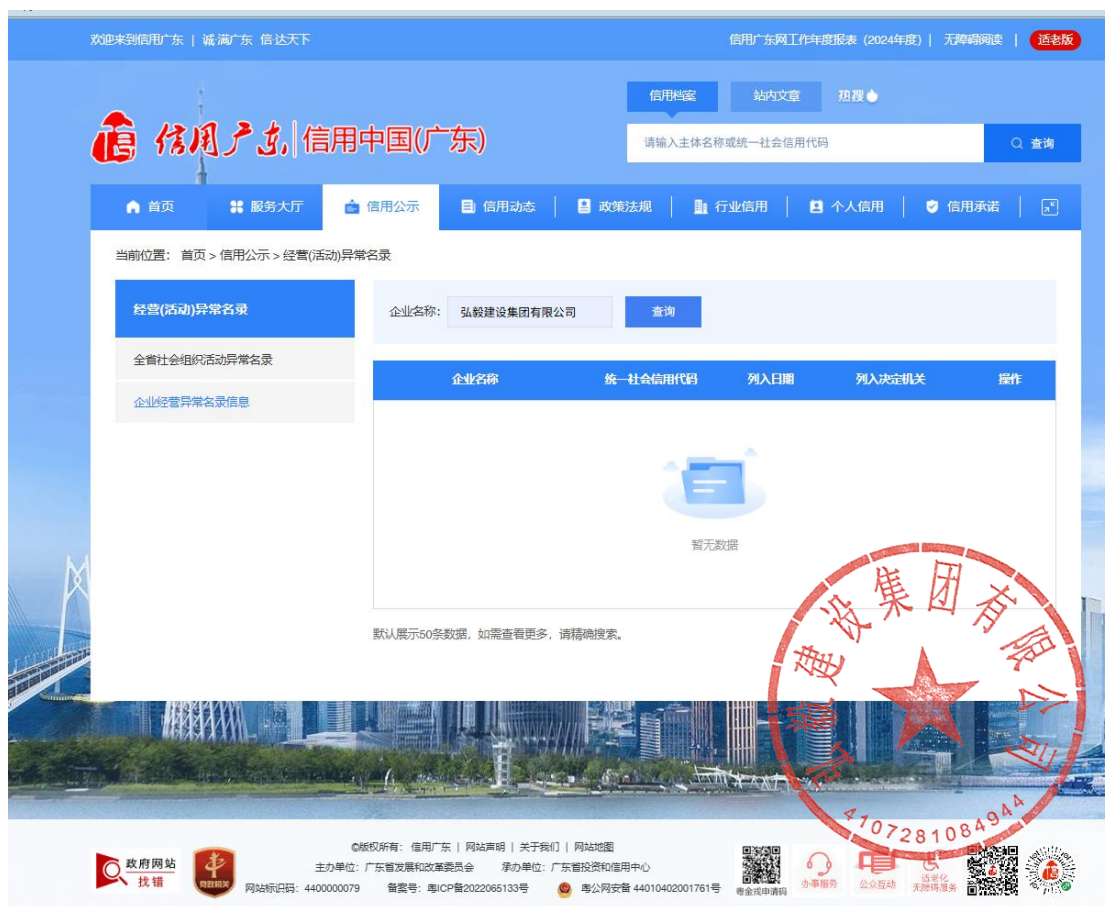 欢迎来到信用广东 | 诚满广东 信达天下
信用广东网工作年度报表 (2024年度) | 无障碍阅读 | 适老版
信用档案 站内文章 热搜
信 信用广东 | 信用中国(广东)
请输入主体名称或统一社会信用代码 查询
首页 服务大厅 信用公示 信用动态 政策法规 行业信用 个人信用 信用承诺
当前位置: 首页 > 信用公示 > 经营(活动)异常名录
经营(活动)异常名录
全省社会组织活动异常名录
企业经营异常名录信息
企业名称: 弘毅建设集团有限公司 查询
企业名称 统一社会信用代码 列入日期 列入决定机关 操作
暂无数据
默认展示50条数据,如需查看更多,请精确搜索。
弘毅建设集团有限公司
4107281084944
政府网站
找错
党政机关
©版权所有: 信用广东 | 网站声明 | 关于我们 | 网站地图
主办单位: 广东省发展和改革委员会 承办单位: 广东省投资和信用中心
网站标识码: 4400000079 备案号: 粤ICP备2022065133号 粤公网安备 44010402001761号
粤金戎申请码
办事服务
公众互动
适老化
无障碍服务